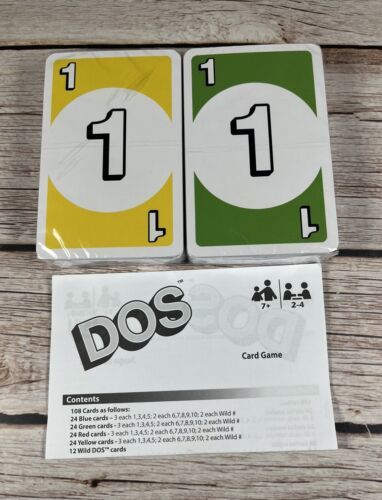 1
1
1
1
1
1
DOS™
7+
2-4
Card Game
Contents
108 Cards as follows:
24 Blue cards – 3 each 1,3,4,5; 2 each 6,7,8,9,10; 2 each Wild #
24 Green cards - 3 each 1,3,4,5; 2 each 6,7,8,9,10; 2 each Wild #
24 Red cards - 3 each 1,3,4,5; 2 each 6,7,8,9,10; 2 each Wild #
24 Yellow cards - 3 each 1,3,4,5; 2 each 6,7,8,9,10; 2 each Wild #
12 Wild DOS™ cards